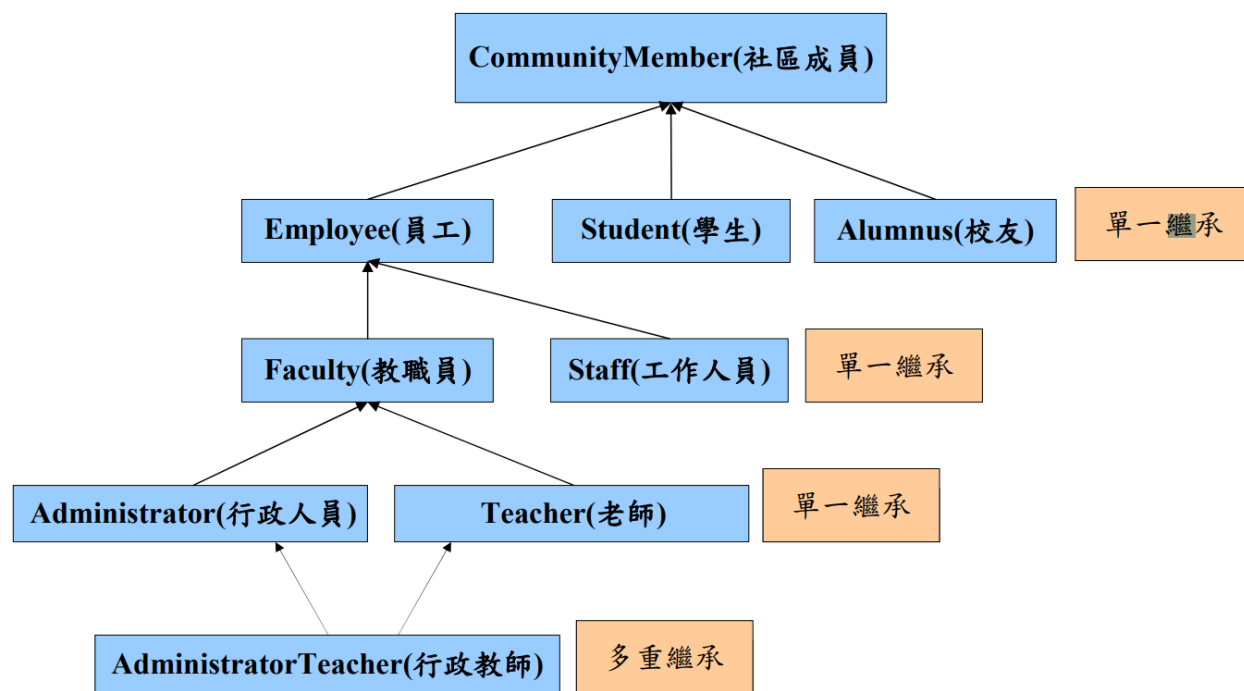 CommunityMember(社區成員)
Employee(員工)
Student(學生)
Alumnus(校友)
單一繼承
Faculty(教職員)
Staff(工作人員)
單一繼承
Administrator(行政人員)
Teacher(老師)
單一繼承
AdministratorTeacher(行政教師)
多重繼承